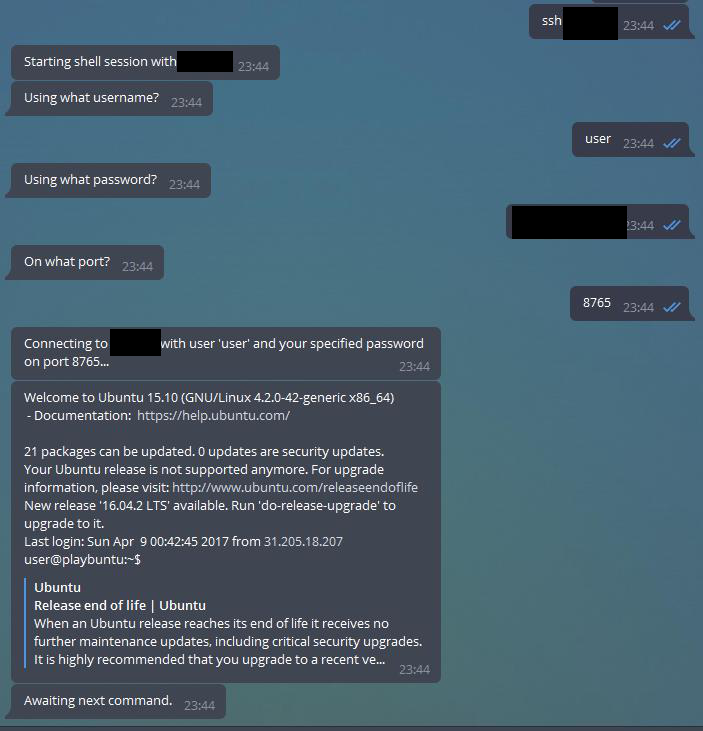 ssh 23:44
Starting shell session with 23:44
Using what username? 23:44
user 23:44
Using what password? 23:44
23:44
On what port? 23:44
8765 23:44
Connecting to with user 'user' and your specified password
on port 8765... 23:44
Welcome to Ubuntu 15.10 (GNU/Linux 4.2.0-42-generic x86_64)
- Documentation: https://help.ubuntu.com/
21 packages can be updated. 0 updates are security updates.
Your Ubuntu release is not supported anymore. For upgrade
information, please visit: http://www.ubuntu.com/releaseendoflife
New release '16.04.2 LTS' available. Run 'do-release-upgrade' to
upgrade to it.
Last login: Sun Apr 9 00:42:45 2017 from 31.205.18.207
user@playbuntu:~$
Ubuntu
Release end of life | Ubuntu
When an Ubuntu release reaches its end of life it receives no
further maintenance updates, including critical security upgrades.
It is highly recommended that you upgrade to a recent ve... 23:44
Awaiting next command. 23:44